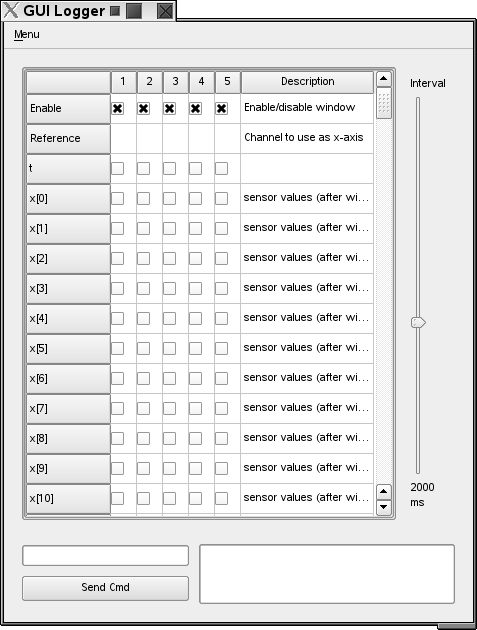 GUI Logger
Menu
1 2 3 4 5 Description
Interval
Enable Enable/disable window
Reference Channel to use as x-axis
t
x[0] sensor values (after wi...
x[1] sensor values (after wi...
x[2] sensor values (after wi...
x[3] sensor values (after wi...
x[4] sensor values (after wi...
x[5] sensor values (after wi...
x[6] sensor values (after wi...
x[7] sensor values (after wi...
x[8] sensor values (after wi...
x[9] sensor values (after wi...
x[10] sensor values (after wi...
2000
ms
Send Cmd